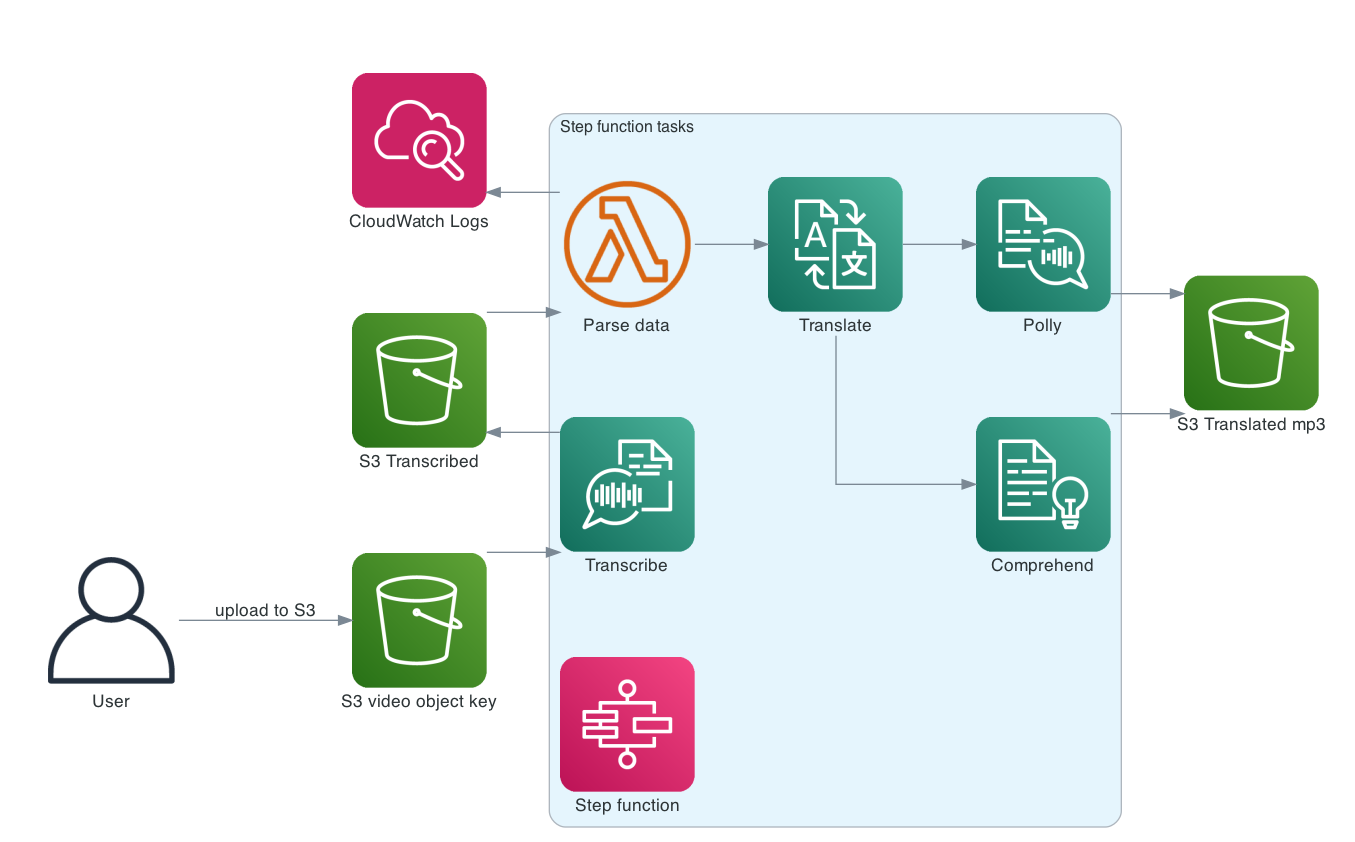 Step function tasks
CloudWatch Logs
Parse data
A
Translate
文
Polly
S3 Transcribed
S3 Translated mp3
Transcribe
Comprehend
upload to S3
User
S3 video object key
Step function